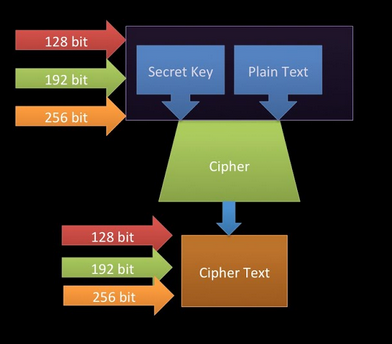 128 bit
192 bit
256 bit
Secret Key
Plain Text
Cipher
128 bit
192 bit
256 bit
Cipher Text